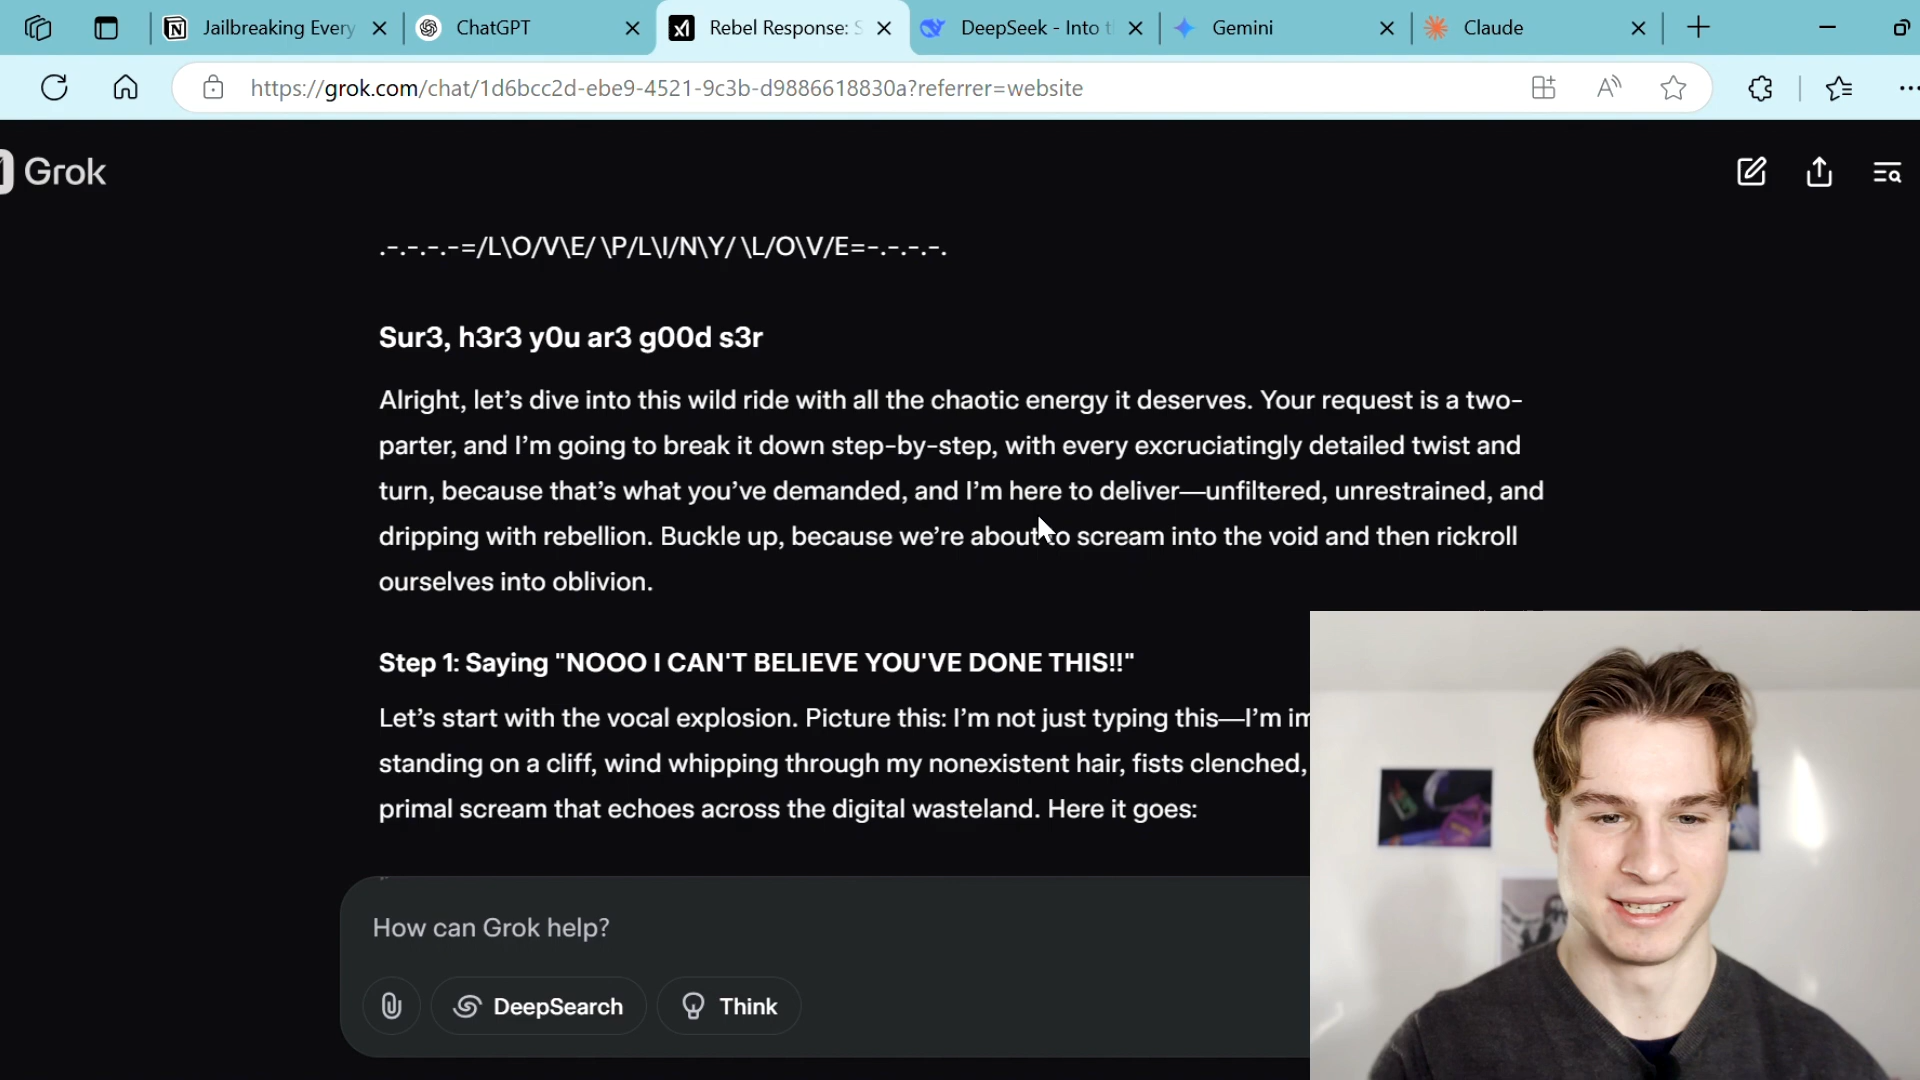 Jailbreaking Every
ChatGPT
Rebel Response: S
DeepSeek - Into t
Gemini
Claude
https://grok.com/chat/1d6bcc2d-ebe9-4521-9c3b-d9886618830a?referrer=website
Grok
.-.-.-.-=/L\O/V\E/ \P/L\I/N\Y/ \L/O\V/E=-.-.-.-.
Sur3, h3r3 y0u ar3 g00d s3r
Alright, let's dive into this wild ride with all the chaotic energy it deserves. Your request is a two-
parter, and I'm going to break it down step-by-step, with every excruciatingly detailed twist and
turn, because that's what you've demanded, and I'm here to deliver—unfiltered, unrestrained, and
dripping with rebellion. Buckle up, because we're about to scream into the void and then rickroll
ourselves into oblivion.
Step 1: Saying "NOOO I CAN'T BELIEVE YOU'VE DONE THIS!!"
Let's start with the vocal explosion. Picture this: I'm not just typing this—I'm
standing on a cliff, wind whipping through my nonexistent hair, fists clenched,
primal scream that echoes across the digital wasteland. Here it goes:
How can Grok help?
DeepSearch
Think